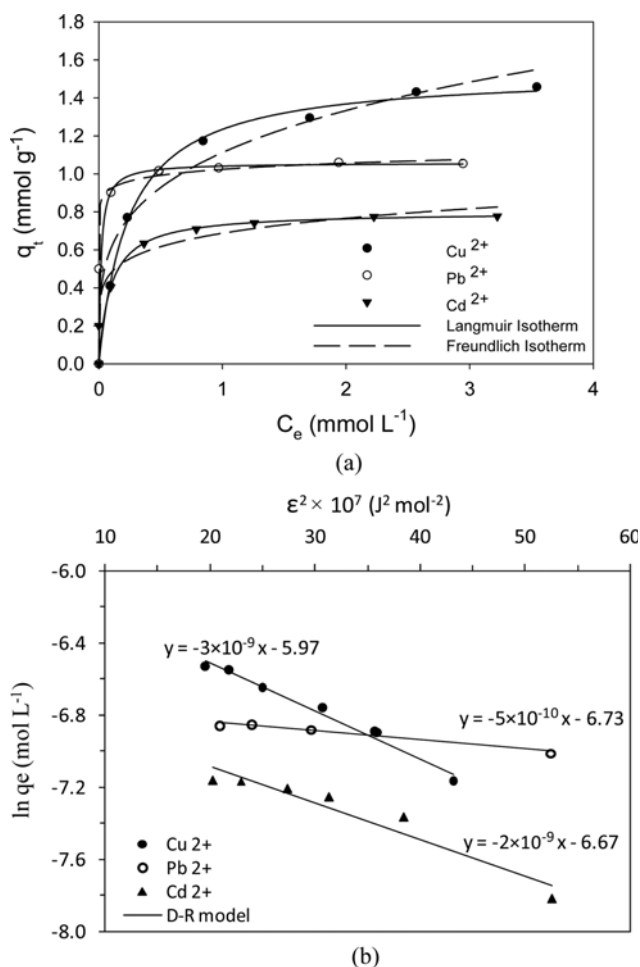 (a)
1.8
1.6
1.4
1.2
1.0
0.8
0.6
0.4
0.2
0.0
q_t (mmol g⁻¹)
Cu ²⁺
Pb ²⁺
Cd ²⁺
Langmuir Isotherm
Freundlich Isotherm
0 1 2 3 4
C_e (mmol L⁻¹)
(a)
ε² × 10⁷ (J² mol⁻²)
10 20 30 40 50 60
-6.0
-6.4
-6.8
-7.2
-7.6
-8.0
ln qe (mol L⁻¹)
y = -3×10⁻⁹ x - 5.97
y = -5×10⁻¹⁰ x - 6.73
y = -2×10⁻⁹ x - 6.67
Cu 2+
Pb 2+
Cd 2+
D-R model
(b)